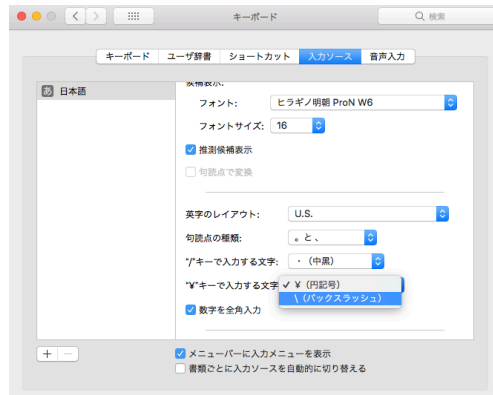 キーボード
検索
キーボード ユーザ辞書 ショートカット 入力ソース 音声入力
あ 日本語
候補表示:
フォント: ヒラギノ明朝 ProN W6
フォントサイズ: 16
推測候補表示
句読点で変換
英字のレイアウト: U.S.
句読点の種類: 。と、
"/"キーで入力する文字: ・（中黒）
"¥"キーで入力する文字 ✓ ¥（円記号）
\（バックスラッシュ）
数字を全角入力
メニューバーに入力メニューを表示
書類ごとに入力ソースを自動的に切り替える